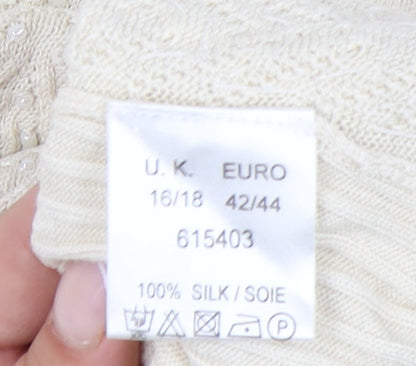 U. K. EURO
16/18 42/44
615403
100% SILK / SOIE
P